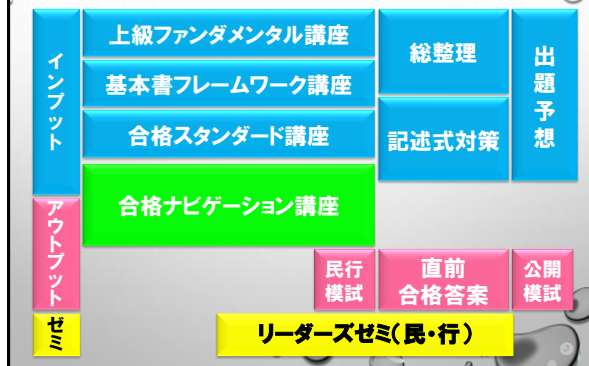 インプット
上級ファンダメンタル講座
基本書フレームワーク講座
合格スタンダード講座
総整理
記述式対策
出題予想
合格ナビゲーション講座
アウトプット
民行
模試
直前
合格答案
公開
模試
ゼミ
リーダーズゼミ(民・行)